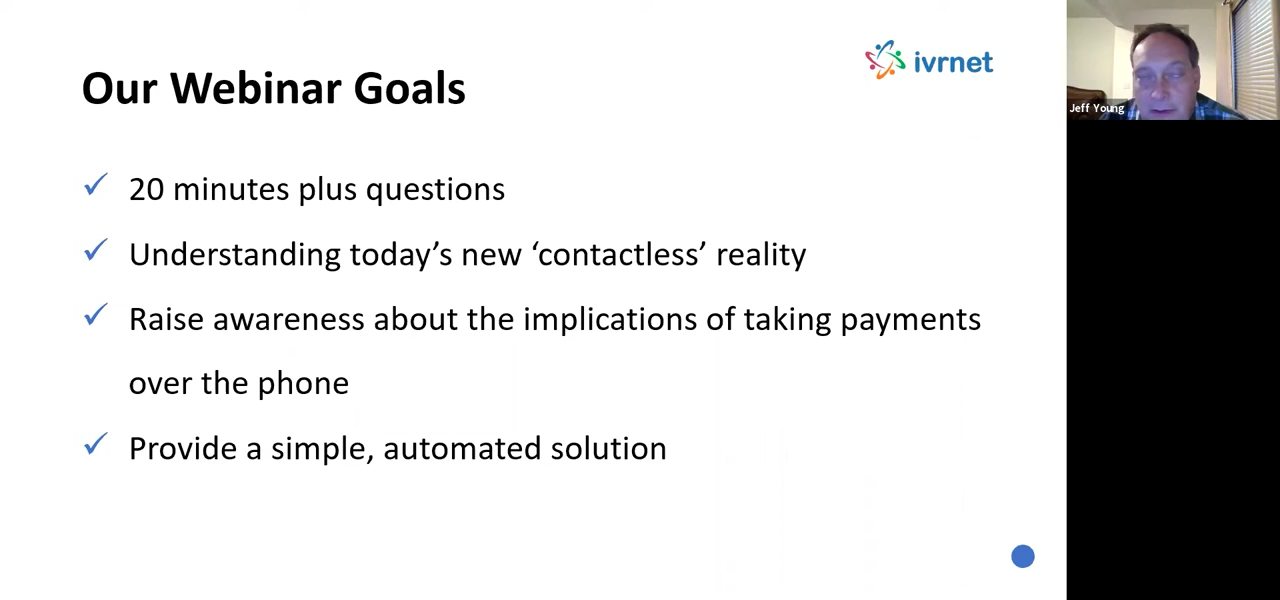 Our Webinar Goals
ivrnet
Jeff Young
20 minutes plus questions
Understanding today’s new ‘contactless’ reality
Raise awareness about the implications of taking payments
over the phone
Provide a simple, automated solution